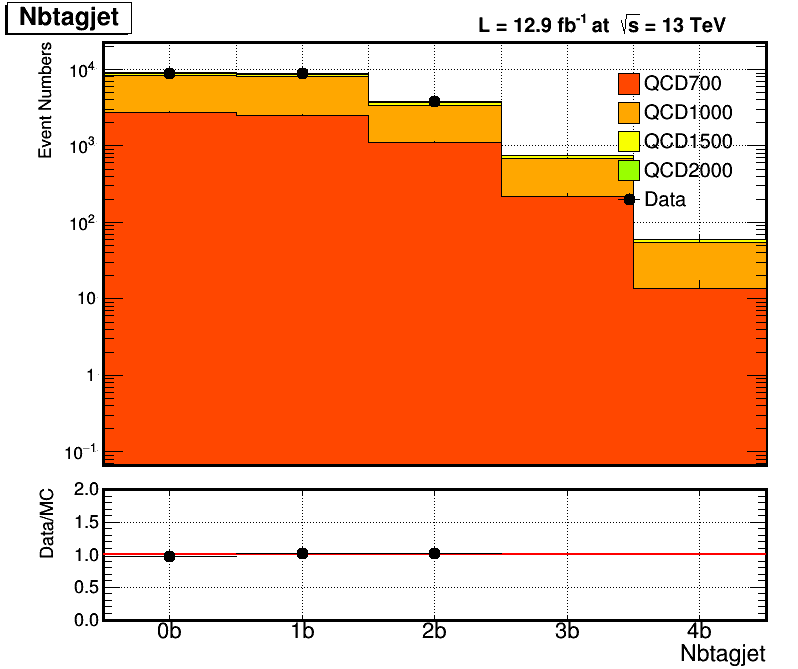 Nbtagjet
L = 12.9 fb⁻¹ at √s = 13 TeV
Event Numbers
10⁴
10³
10²
10
1
10⁻¹
QCD700
QCD1000
QCD1500
QCD2000
Data
Data/MC
2.0
1.5
1.0
0.5
0.0
0b 1b 2b 3b 4b
Nbtagjet